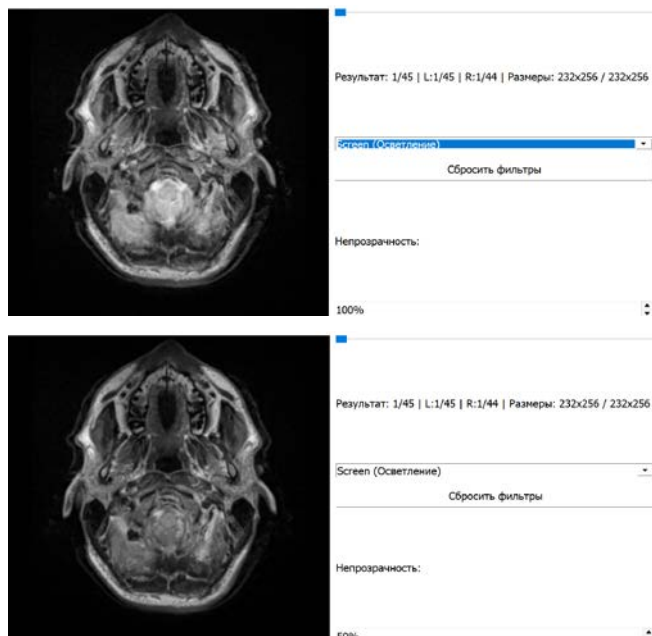 Результат: 1/45 | L:1/45 | R:1/44 | Размеры: 232x256 / 232x256
Screen (Осветление)
Сбросить фильтры
Непрозрачность:
100%
Результат: 1/45 | L:1/45 | R:1/44 | Размеры: 232x256 / 232x256
Screen (Осветление)
Сбросить фильтры
Непрозрачность:
50%